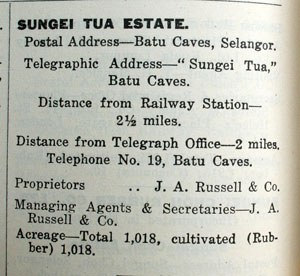 SUNGEI TUA ESTATE.
Postal Address—Batu Caves, Selangor.
Telegraphic Address—"Sungei Tua,"
Batu Caves.
Distance from Railway Station—
2½ miles.
Distance from Telegraph Office—2 miles.
Telephone No. 19, Batu Caves.
Proprietors .. J. A. Russell & Co.
Managing Agents & Secretaries—J. A.
Russell & Co.
Acreage—Total 1,018, cultivated (Rub-
ber) 1,018.